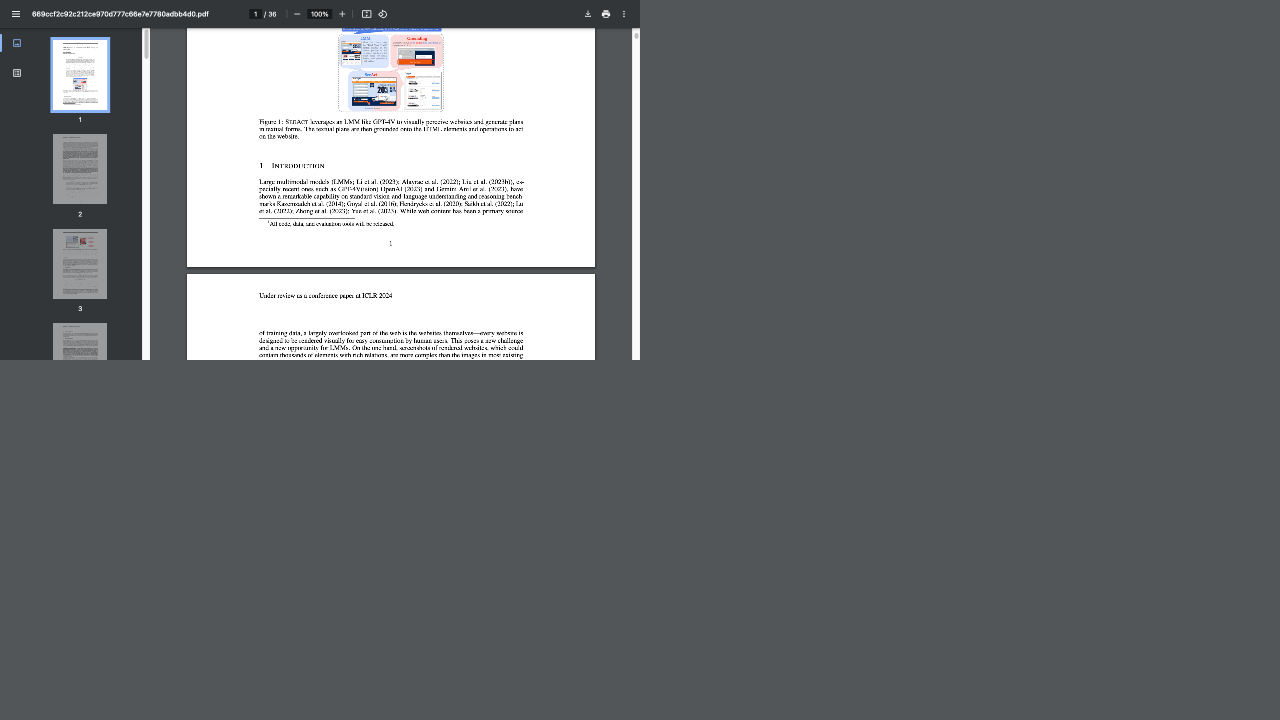 669ccf2c92c212ce970d777c66e7e7780adbb4d0.pdf
1 / 36
100%
1
2
3
Grounding
Figure 1: SEEACT leverages an LMM like GPT-4V to visually perceive websites and generate plans
in textual forms. The textual plans are then grounded onto the HTML elements and operations to act
on the website.
1 INTRODUCTION
Large multimodal models (LMMs; Li et al. (2023); Alayrac et al. (2022); Liu et al. (2023b)), es-
pecially recent ones such as GPT-4Vision| OpenAI (2023) and Gemini Anil et al. (2023), have
shown a remarkable capability on standard vision and language understanding and reasoning bench-
marks Kazemzadeh et al. (2014); Goyal et al. (2016); Hendrycks et al. (2020); Saikh et al. (2022); Lu
et al. (2022); Zhong et al. (2023); Yue et al. (2023). While web content has been a primary source
1All code, data, and evaluation tools will be released.
1
Under review as a conference paper at ICLR 2024
of training data, a largely overlooked part of the web is the websites themselves—every website is
designed to be rendered visually for easy consumption by human users. This poses a new challenge
and a new opportunity for LMMs. On the one hand, screenshots of rendered websites, which could
contain thousands of elements with rich relations, are more complex than the images in most existing